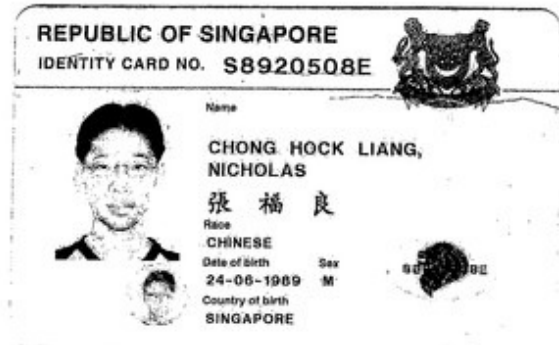 REPUBLIC OF SINGAPORE
IDENTITY CARD NO. S8920508E
Name
CHONG HOCK LIANG,
NICHOLAS
張 福 良
Race
CHINESE
Date of birth Sex
24-06-1989 M
Country of birth
SINGAPORE